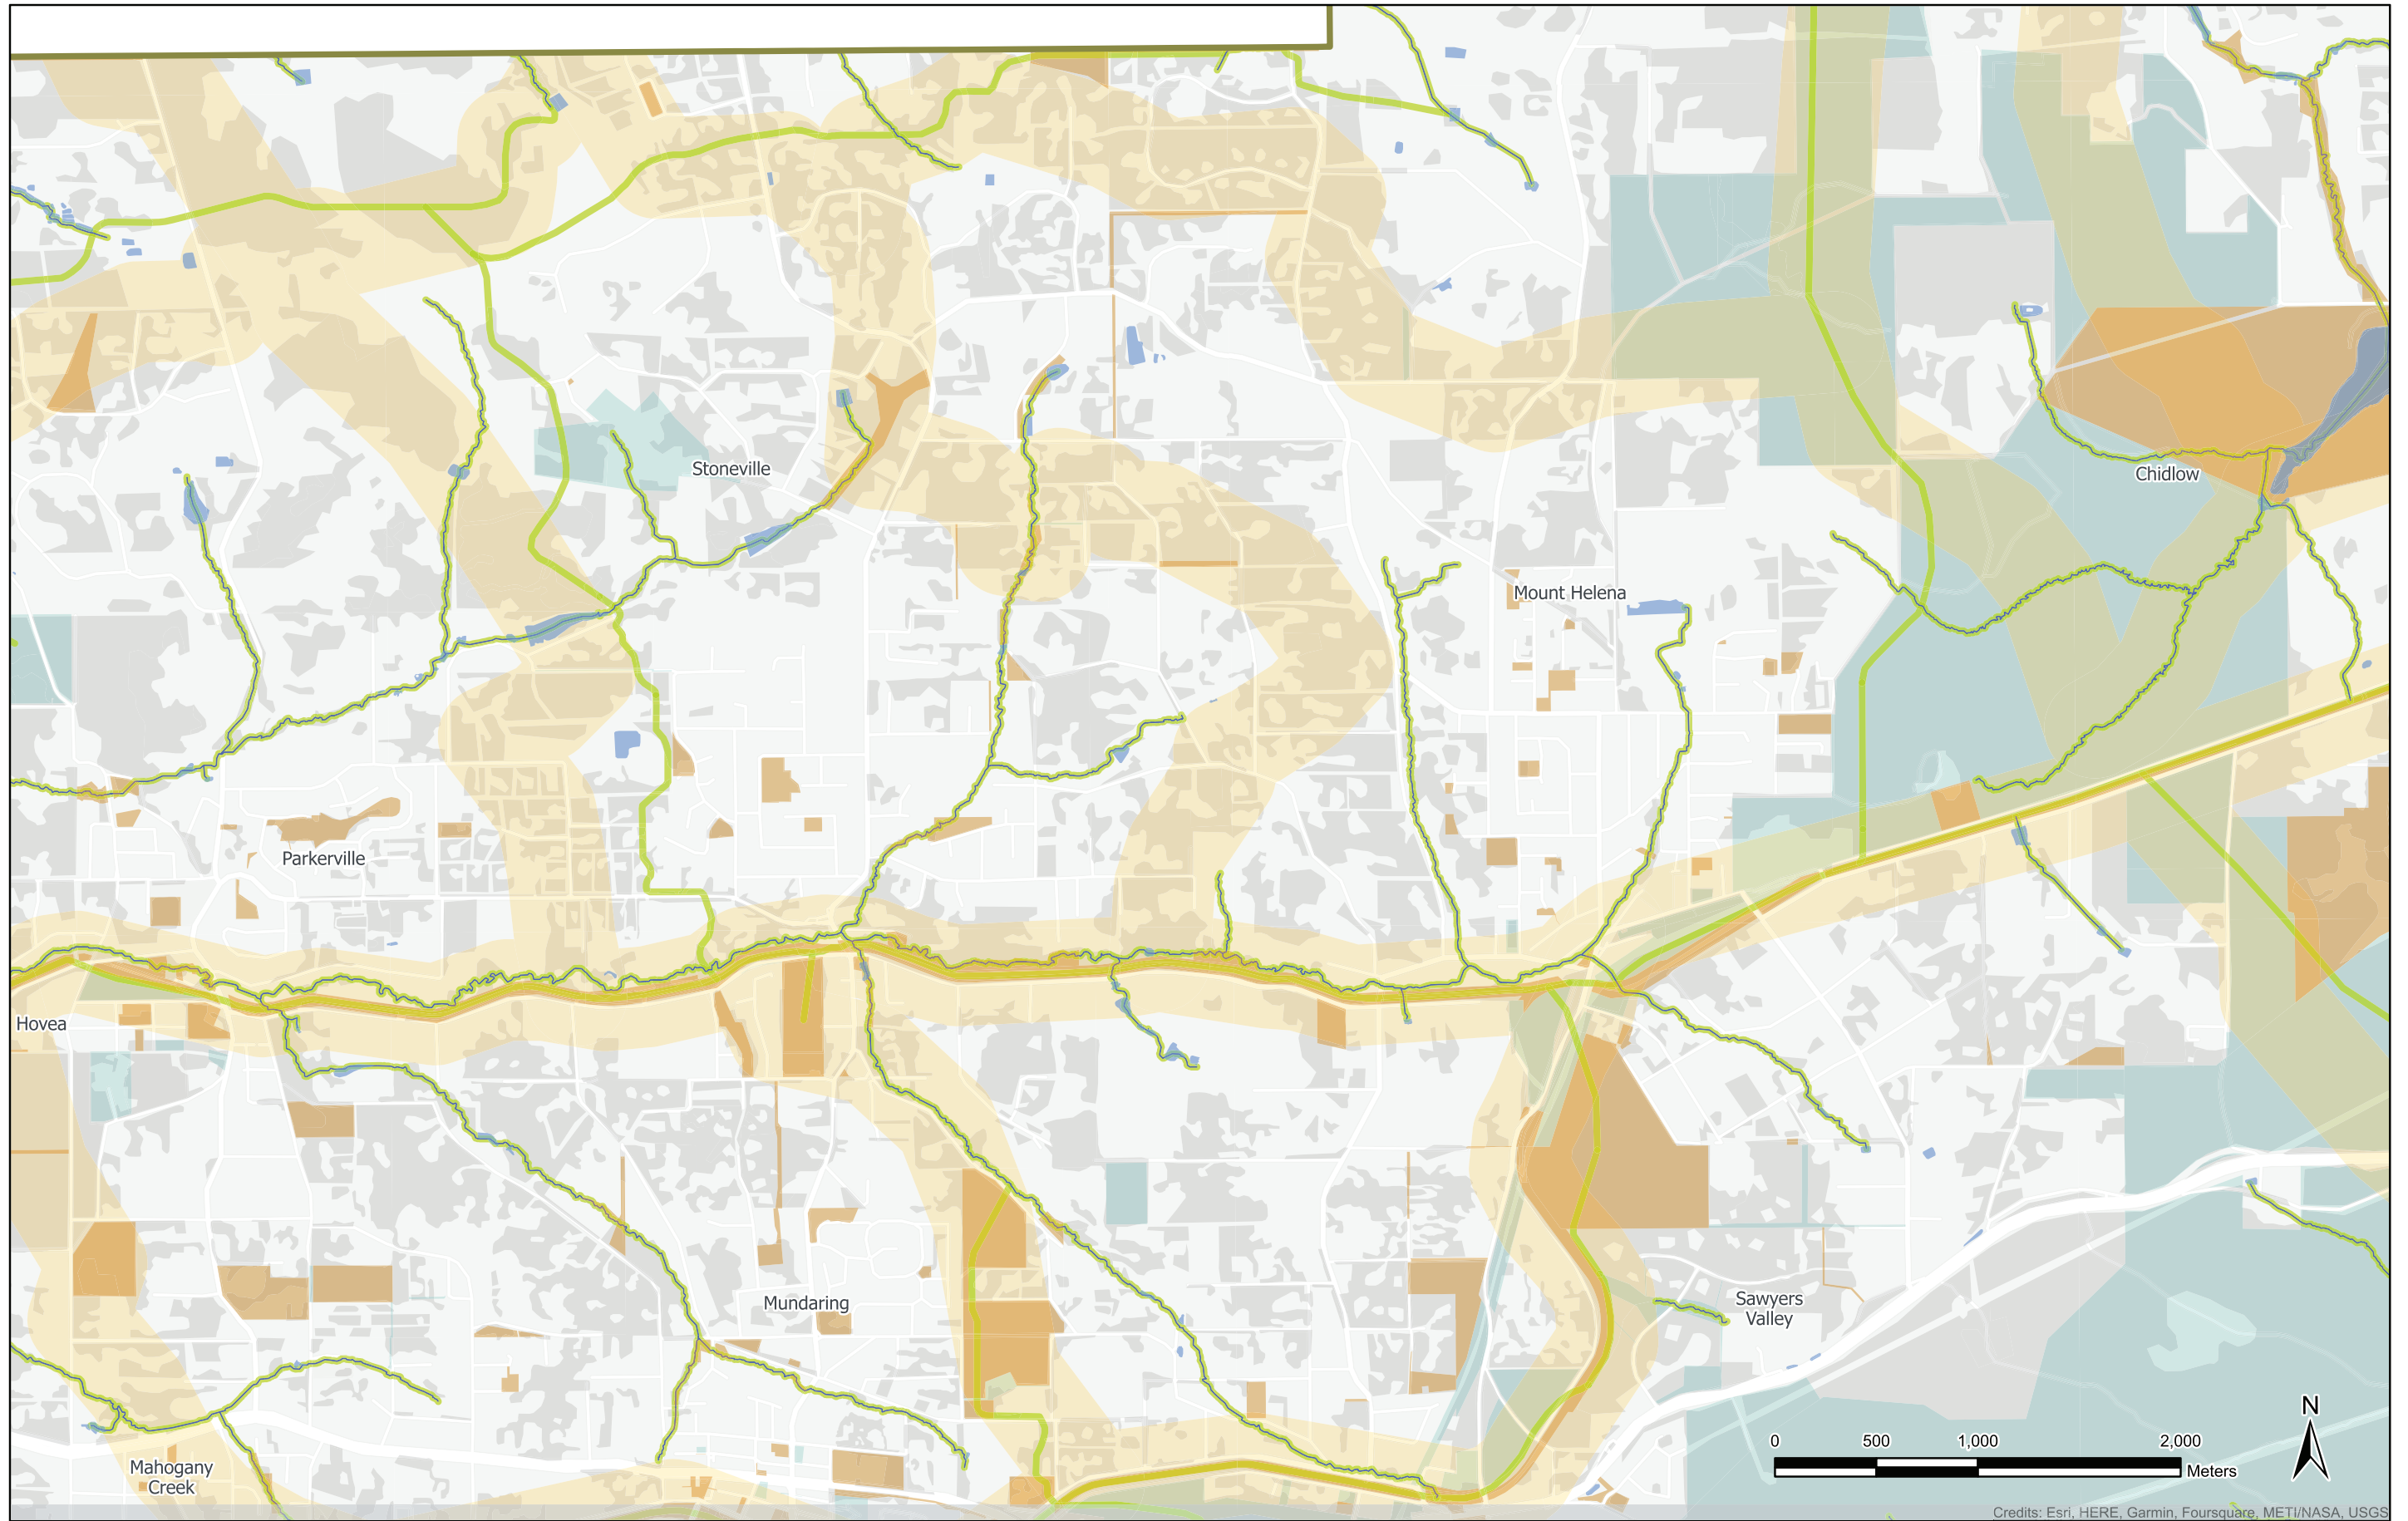 Stoneville
Chidlow
Mount Helena
Parkerville
Hovea
Mundaring
Sawyers
Valley
Mahogany
Creek
N
0 500 1,000 2,000
Meters
Credits: Esri, HERE, Garmin, Foursquare, METI/NASA, USGS